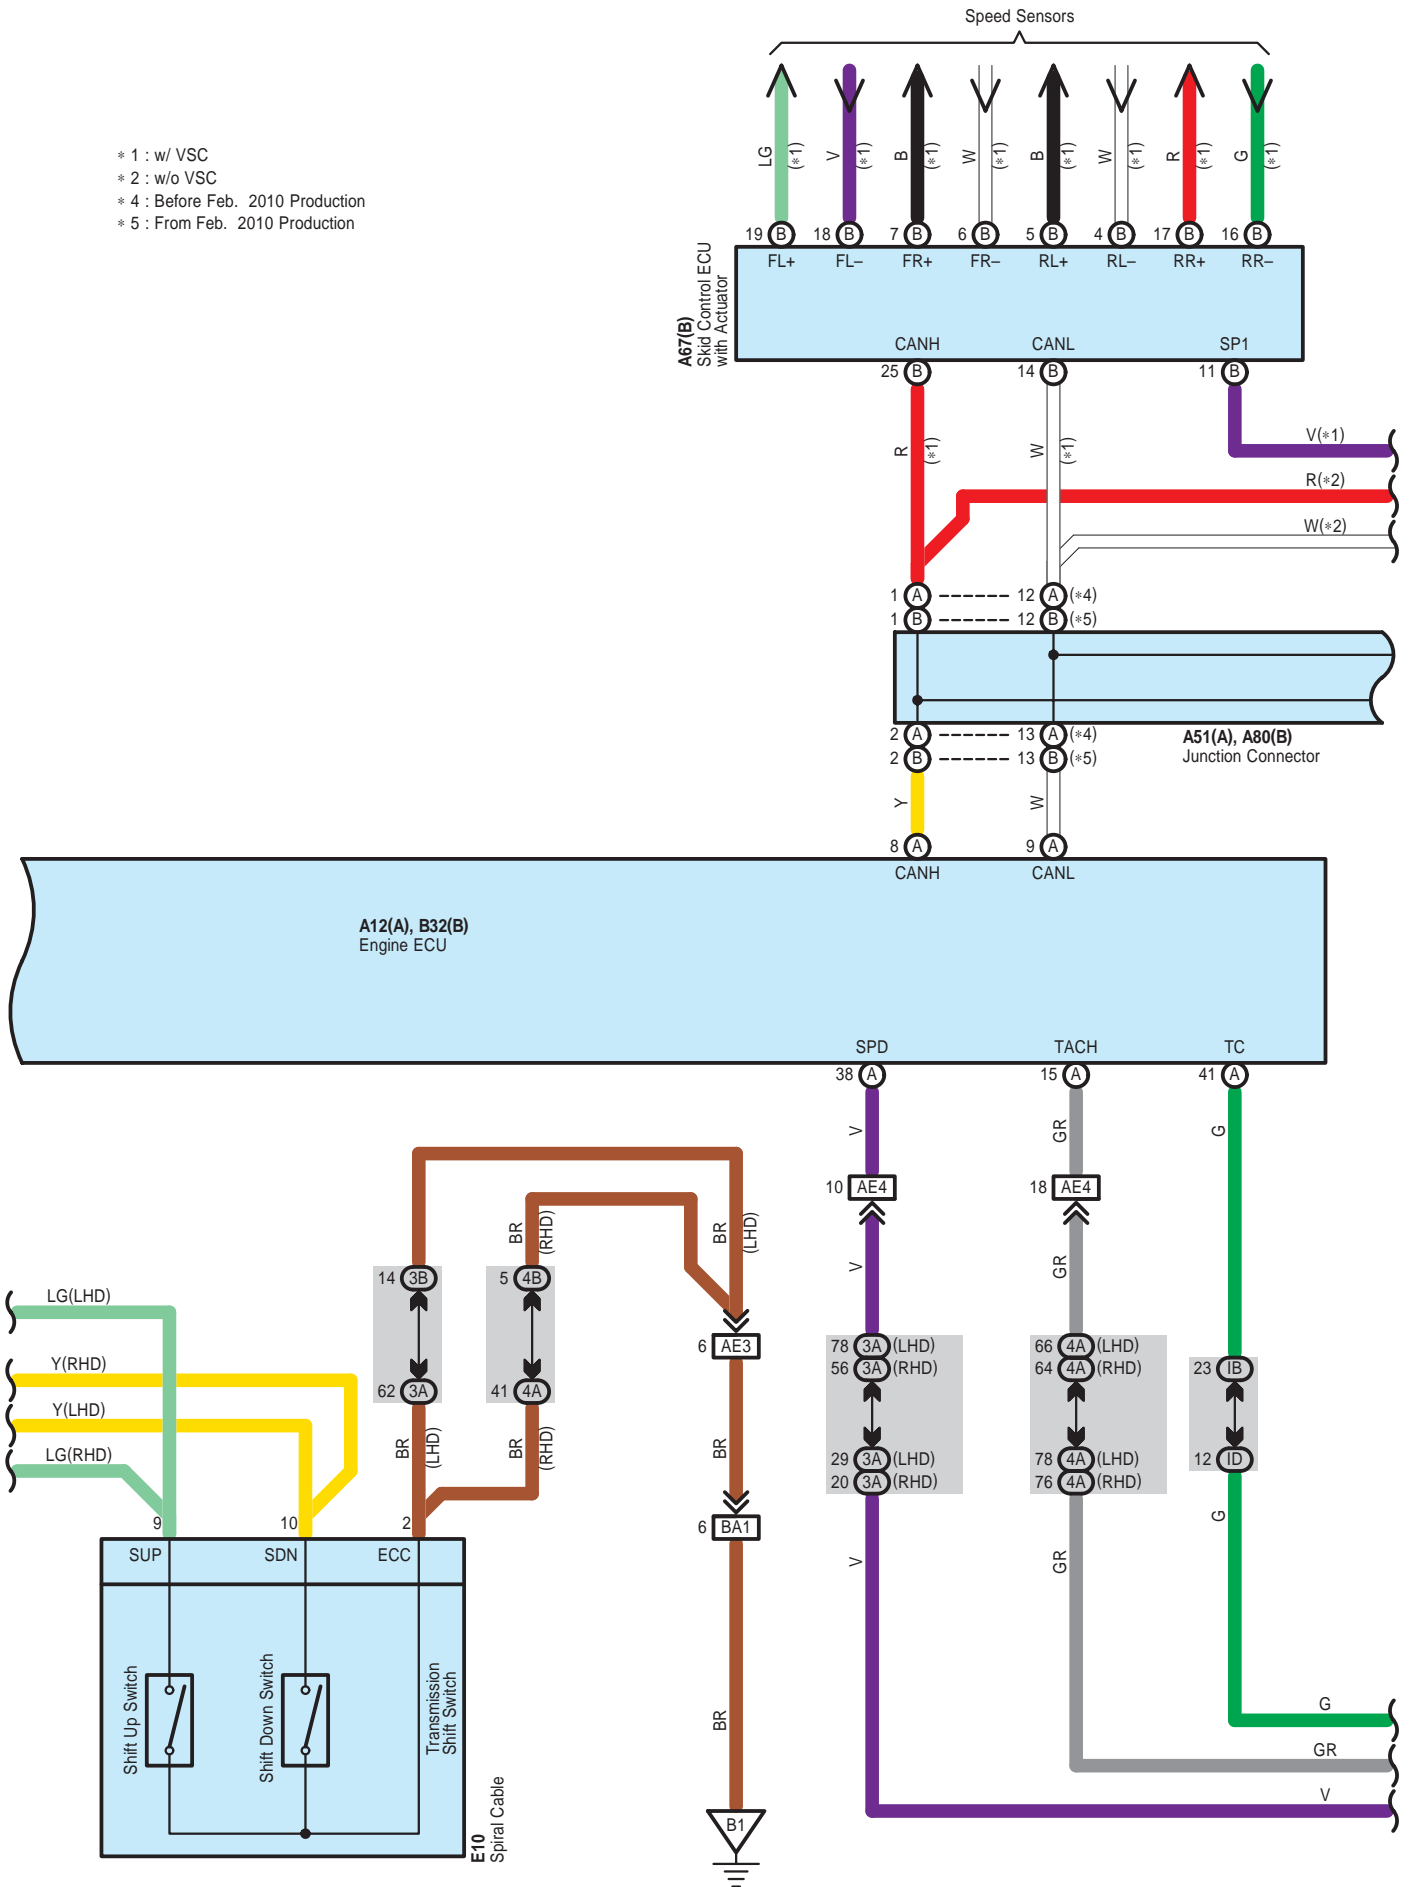 Speed Sensors
∗ 1 : w/ VSC
∗ 2 : w/o VSC
∗ 4 : Before Feb. 2010 Production
∗ 5 : From Feb. 2010 Production
LG (∗1) V (∗1) B (∗1) W (∗1) B (∗1) W (∗1) R (∗1) G (∗1)
19 B 18 B 7 B 6 B 5 B 4 B 17 B 16 B
FL+ FL– FR+ FR– RL+ RL– RR+ RR–
A67(B)
Skid Control ECU
with Actuator
CANH CANL SP1
25 B 14 B 11 B
R (∗1) W (∗1)
V(∗1)
R(∗2)
W(∗2)
1 A 12 A (∗4)
1 B 12 B (∗5)
2 A 13 A (∗4)
2 B 13 B (∗5)
A51(A), A80(B)
Junction Connector
Y W
8 A 9 A
CANH CANL
A12(A), B32(B)
Engine ECU
SPD TACH TC
38 A 15 A 41 A
V GR G
10 AE4 18 AE4
BR (RHD) BR (LHD)
V GR
14 3B 5 4B
LG(LHD)
6 AE3
78 3A (LHD) 66 4A (LHD)
56 3A (RHD) 64 4A (RHD) 23 IB
Y(RHD)
62 3A 41 4A
Y(LHD)
BR (LHD) BR (RHD) BR
LG(RHD)
29 3A (LHD) 78 4A (LHD) 12 ID
20 3A (RHD) 76 4A (RHD)
9 10 2
6 BA1
G
SUP SDN ECC
V GR
Shift Up Switch
Shift Down Switch
Transmission
Shift Switch
BR
G
GR
V
E10
Spiral Cable
B1